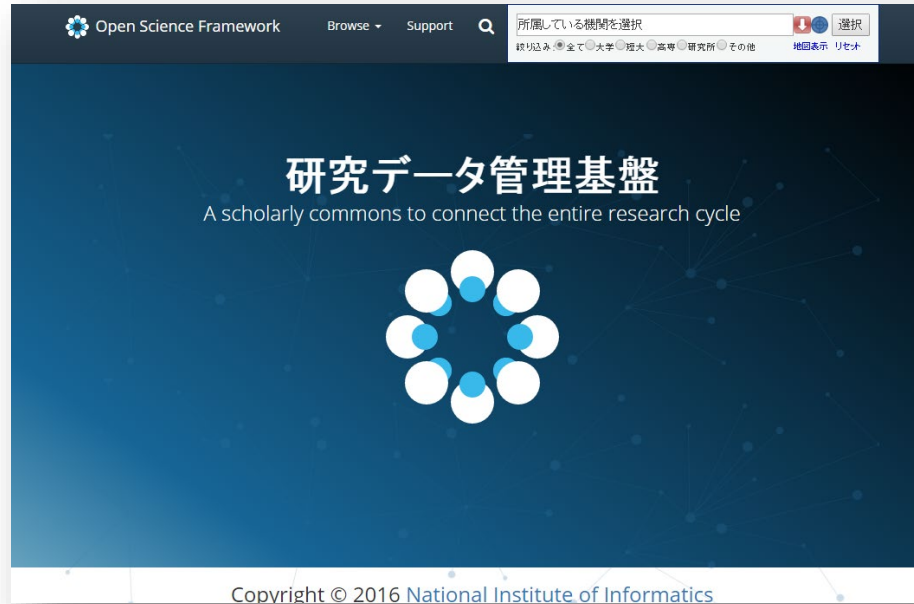 Open Science Framework
Browse
Support
所属している機関を選択
選択
絞り込み:
全て
大学
短大
高専
研究所
その他
地図表示
リセット
研究データ管理基盤
A scholarly commons to connect the entire research cycle
Copyright © 2016 National Institute of Informatics